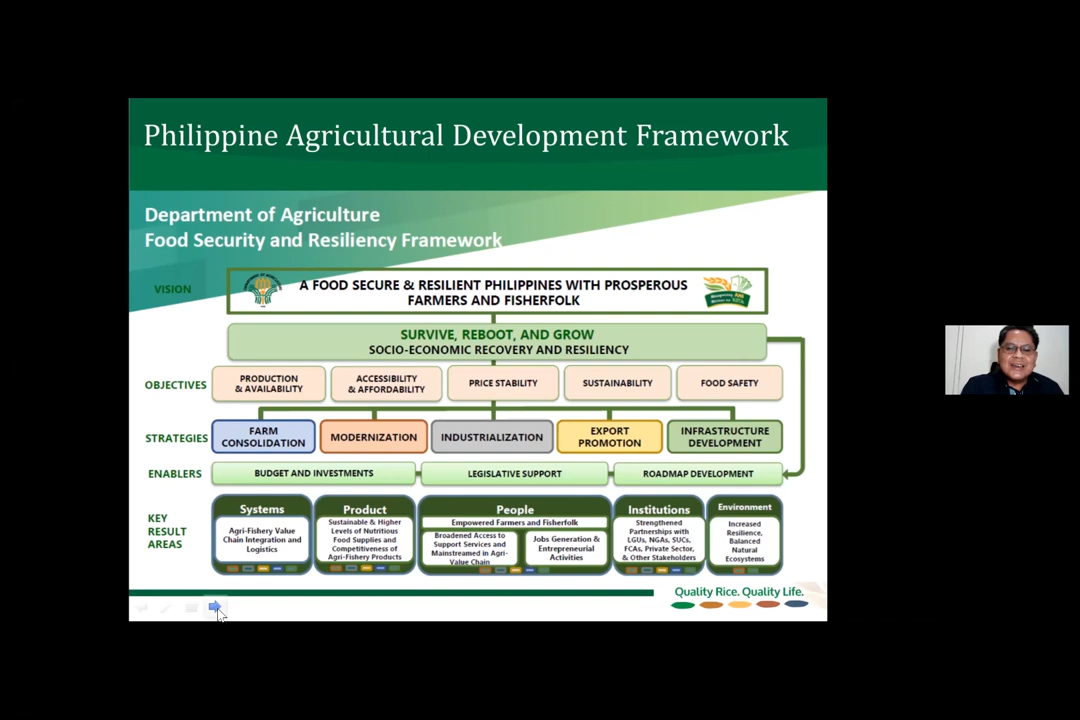 Philippine Agricultural Development Framework
Department of Agriculture
Food Security and Resiliency Framework
VISION
A FOOD SECURE & RESILIENT PHILIPPINES WITH PROSPEROUS
FARMERS AND FISHERFOLK
SURVIVE, REBOOT, AND GROW
SOCIO-ECONOMIC RECOVERY AND RESILIENCY
OBJECTIVES
PRODUCTION
& AVAILABILITY
ACCESSIBILITY
& AFFORDABILITY
PRICE STABILITY
SUSTAINABILITY
FOOD SAFETY
STRATEGIES
FARM
CONSOLIDATION
MODERNIZATION
INDUSTRIALIZATION
EXPORT
PROMOTION
INFRASTRUCTURE
DEVELOPMENT
ENABLERS
BUDGET AND INVESTMENTS
LEGISLATIVE SUPPORT
ROADMAP DEVELOPMENT
KEY
RESULT
AREAS
Systems
Agri-Fishery Value
Chain Integration and
Logistics
Product
Sustainable & Higher
Levels of Nutritious
Food Supplies and
Competitiveness of
Agri-Fishery Products
People
Empowered Farmers and Fisherfolk
Broadened Access to
Support Services and
Mainstreamed in Agri-
Value Chain
Jobs Generation &
Entrepreneurial
Activities
Institutions
Strengthened
Partnerships with
LGUs, NGAs, SUCs,
FCAs, Private Sector,
& Other Stakeholders
Environment
Increased
Resilience,
Balanced
Natural
Ecosystems
Quality Rice. Quality Life.